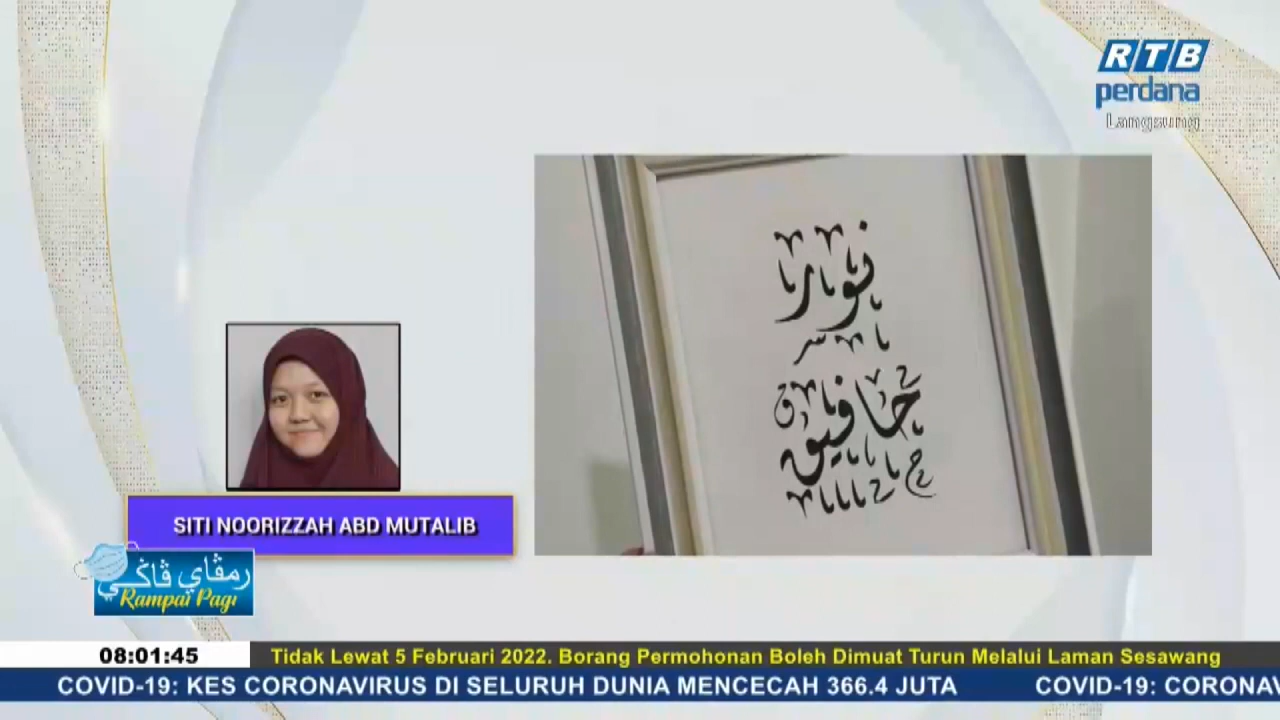 RTB
perdana
Langsung
نور
حافيق
SITI NOORIZZAH ABD MUTALIB
رمڤاي ڤاݢي
Rampai Pagi
08:01:45
Tidak Lewat 5 Februari 2022. Borang Permohonan Boleh Dimuat Turun Melalui Laman Sesawang
COVID-19: KES CORONAVIRUS DI SELURUH DUNIA MENCECAH 366.4 JUTA
COVID-19: CORONAV